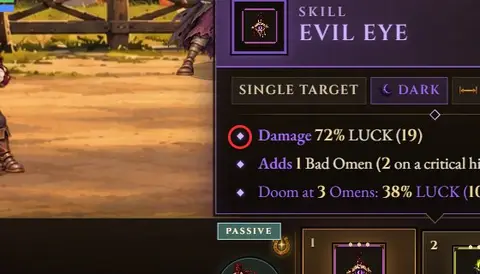 SKILL
EVIL EYE
SINGLE TARGET
DARK
Damage 72% LUCK (19)
Adds 1 Bad Omen (2 on a critical hi
Doom at 3 Omens: 38% LUCK (10
PASSIVE
1
2